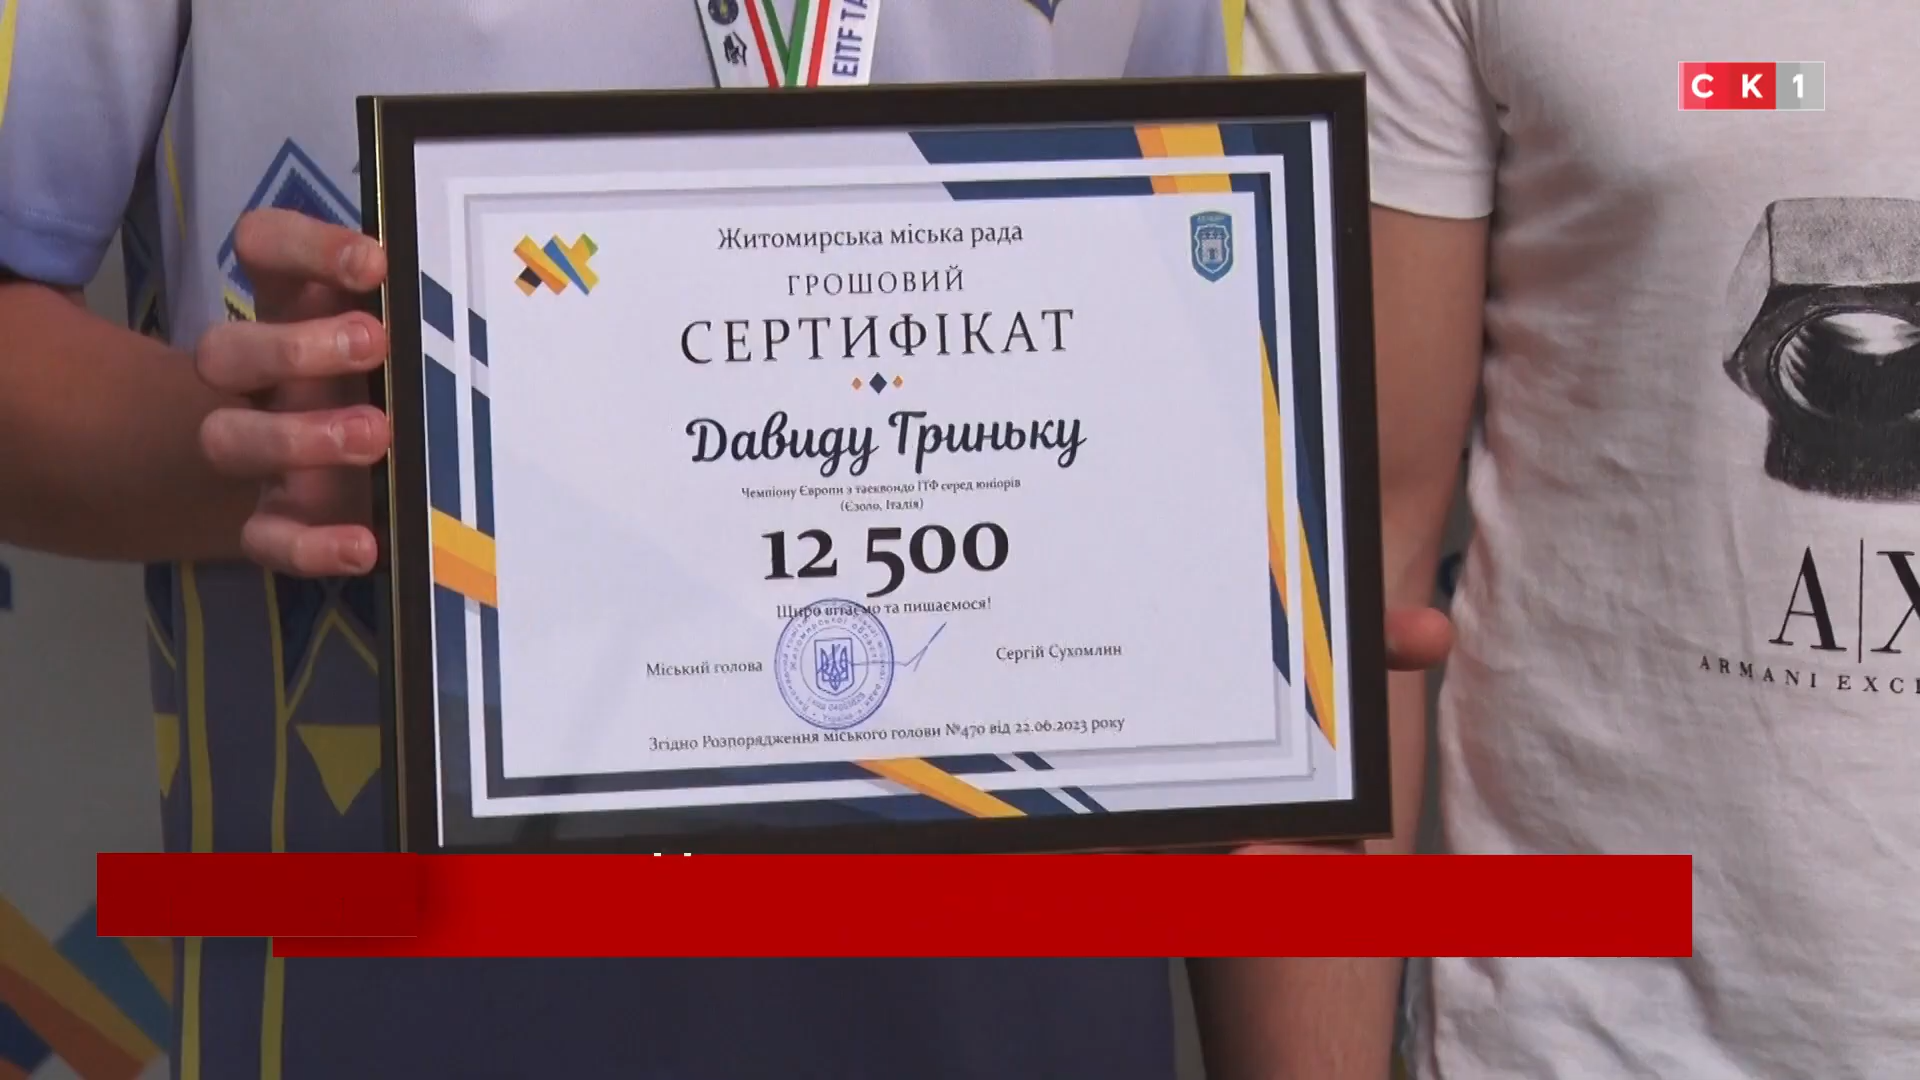 EITF TA
СК1
Житомирська міська рада
ГРОШОВИЙ
СЕРТИФІКАТ
Давиду Гриньку
Чемпіону Європи з таеквондо ІТФ серед юніорів
(Єзоло, Італія)
12 500
Щиро вітаємо та пишаємося!
Міський голова
Сергій Сухомлин
Згідно Розпорядження міського голови №470 від 22.06.2023 року
A|X
ARMANI EXC